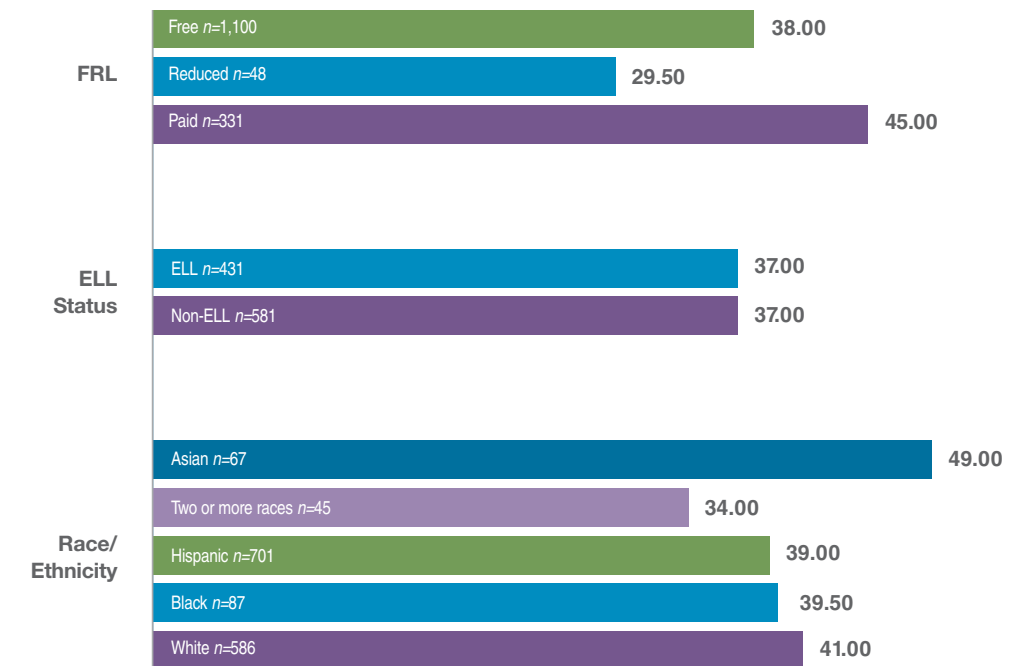 Free n=1,100
38.00
FRL
Reduced n=48
29.50
Paid n=331
45.00
ELL
Status
ELL n=431
37.00
Non-ELL n=581
37.00
Asian n=67
49.00
Two or more races n=45
34.00
Race/
Ethnicity
Hispanic n=701
39.00
Black n=87
39.50
White n=586
41.00